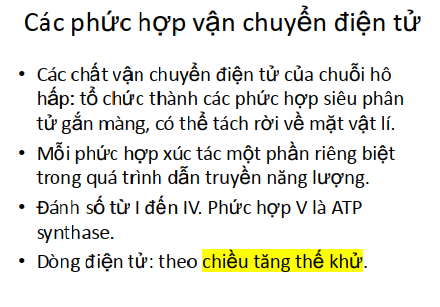 Các phức hợp vận chuyển điện tử
• Các chất vận chuyển điện tử của chuỗi hô
hấp: tổ chức thành các phức hợp siêu phân
tử gắn màng, có thể tách rời về mặt vật lí.
• Mỗi phức hợp xúc tác một phần riêng biệt
trong quá trình dẫn truyền năng lượng.
• Đánh số từ I đến IV. Phức hợp V là ATP
synthase.
• Dòng điện tử: theo chiều tăng thế khử.